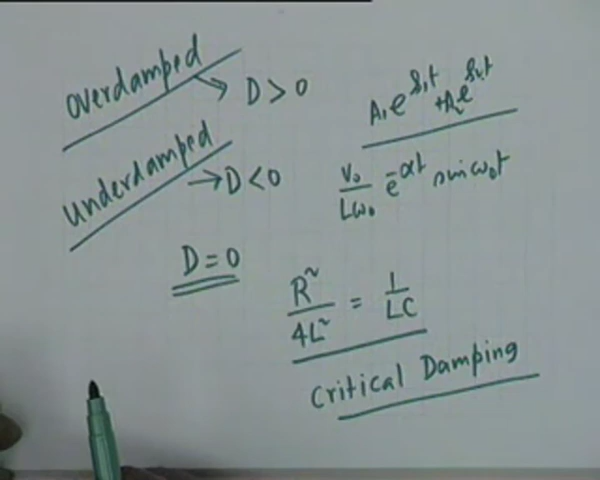 Overdamped
→ D > 0
A₁e^{s₁t} + A₂e^{s₂t}
Underdamped
→ D < 0
V₀/Lω₀ e^{-αt} sin ω₀t
D = 0
R²/4L² = 1/LC
Critical Damping